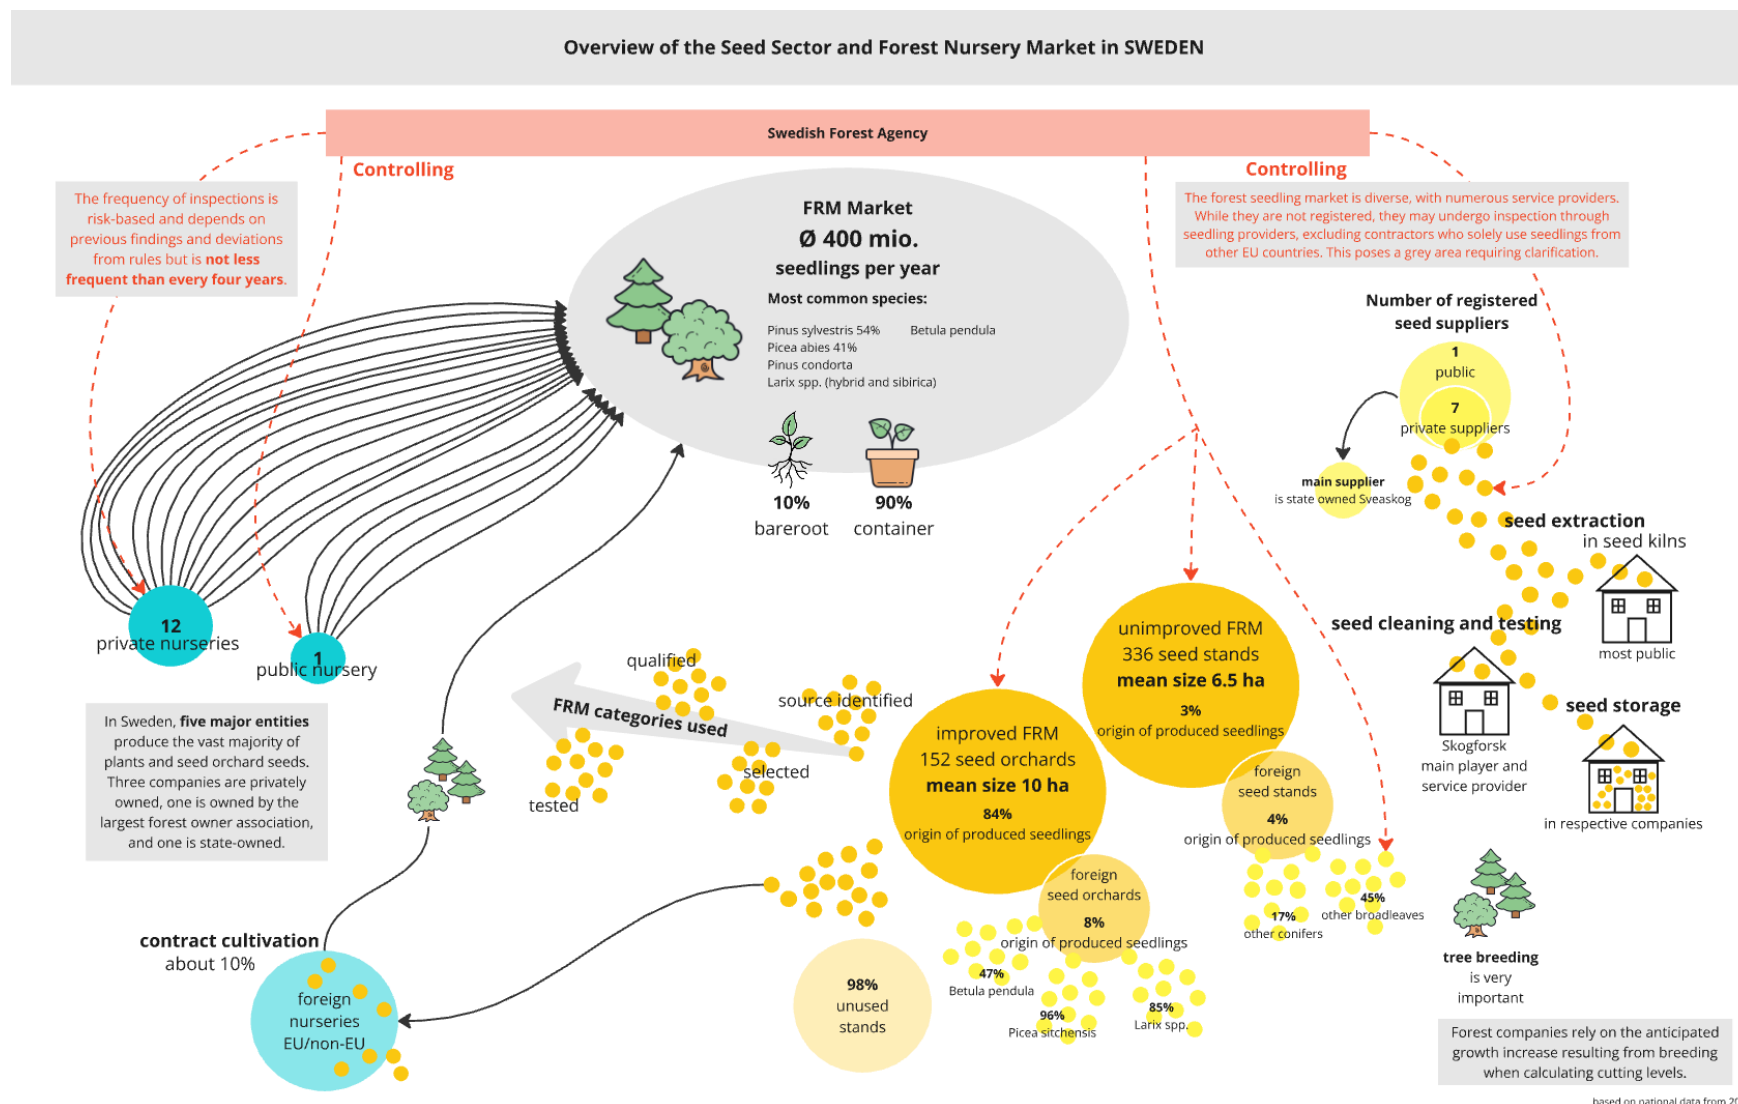 Overview of the Seed Sector and Forest Nursery Market in SWEDEN
Swedish Forest Agency
Controlling
Controlling
The frequency of inspections is
risk-based and depends on
previous findings and deviations
from rules but is not less
frequent than every four years.
The forest seedling market is diverse, with numerous service providers.
While they are not registered, they may undergo inspection through
seedling providers, excluding contractors who solely use seedlings from
other EU countries. This poses a grey area requiring clarification.
FRM Market
Ø 400 mio.
seedlings per year
Most common species:
Pinus sylvestris 54%
Betula pendula
Picea abies 41%
Pinus condorta
Larix spp. (hybrid and sibirica)
10%
bareroot
90%
container
Number of registered
seed suppliers
1
public
7
private suppliers
main supplier
is state owned Sveaskog
seed extraction
in seed kilns
most public
seed cleaning and testing
Skogforsk
main player and
service provider
seed storage
in respective companies
12
private nurseries
1
public nursery
In Sweden, five major entities
produce the vast majority of
plants and seed orchard seeds.
Three companies are privately
owned, one is owned by the
largest forest owner association,
and one is state-owned.
qualified
source identified
FRM categories used
selected
tested
unimproved FRM
336 seed stands
mean size 6.5 ha
3%
origin of produced seedlings
improved FRM
152 seed orchards
mean size 10 ha
84%
origin of produced seedlings
foreign
seed stands
4%
origin of produced seedlings
17%
other conifers
45%
other broadleaves
foreign
seed orchards
8%
origin of produced seedlings
47%
Betula pendula
96%
Picea sitchensis
85%
Larix spp.
98%
unused
stands
contract cultivation
about 10%
foreign
nurseries
EU/non-EU
tree breeding
is very
important
Forest companies rely on the anticipated
growth increase resulting from breeding
when calculating cutting levels.
based on national data from 20